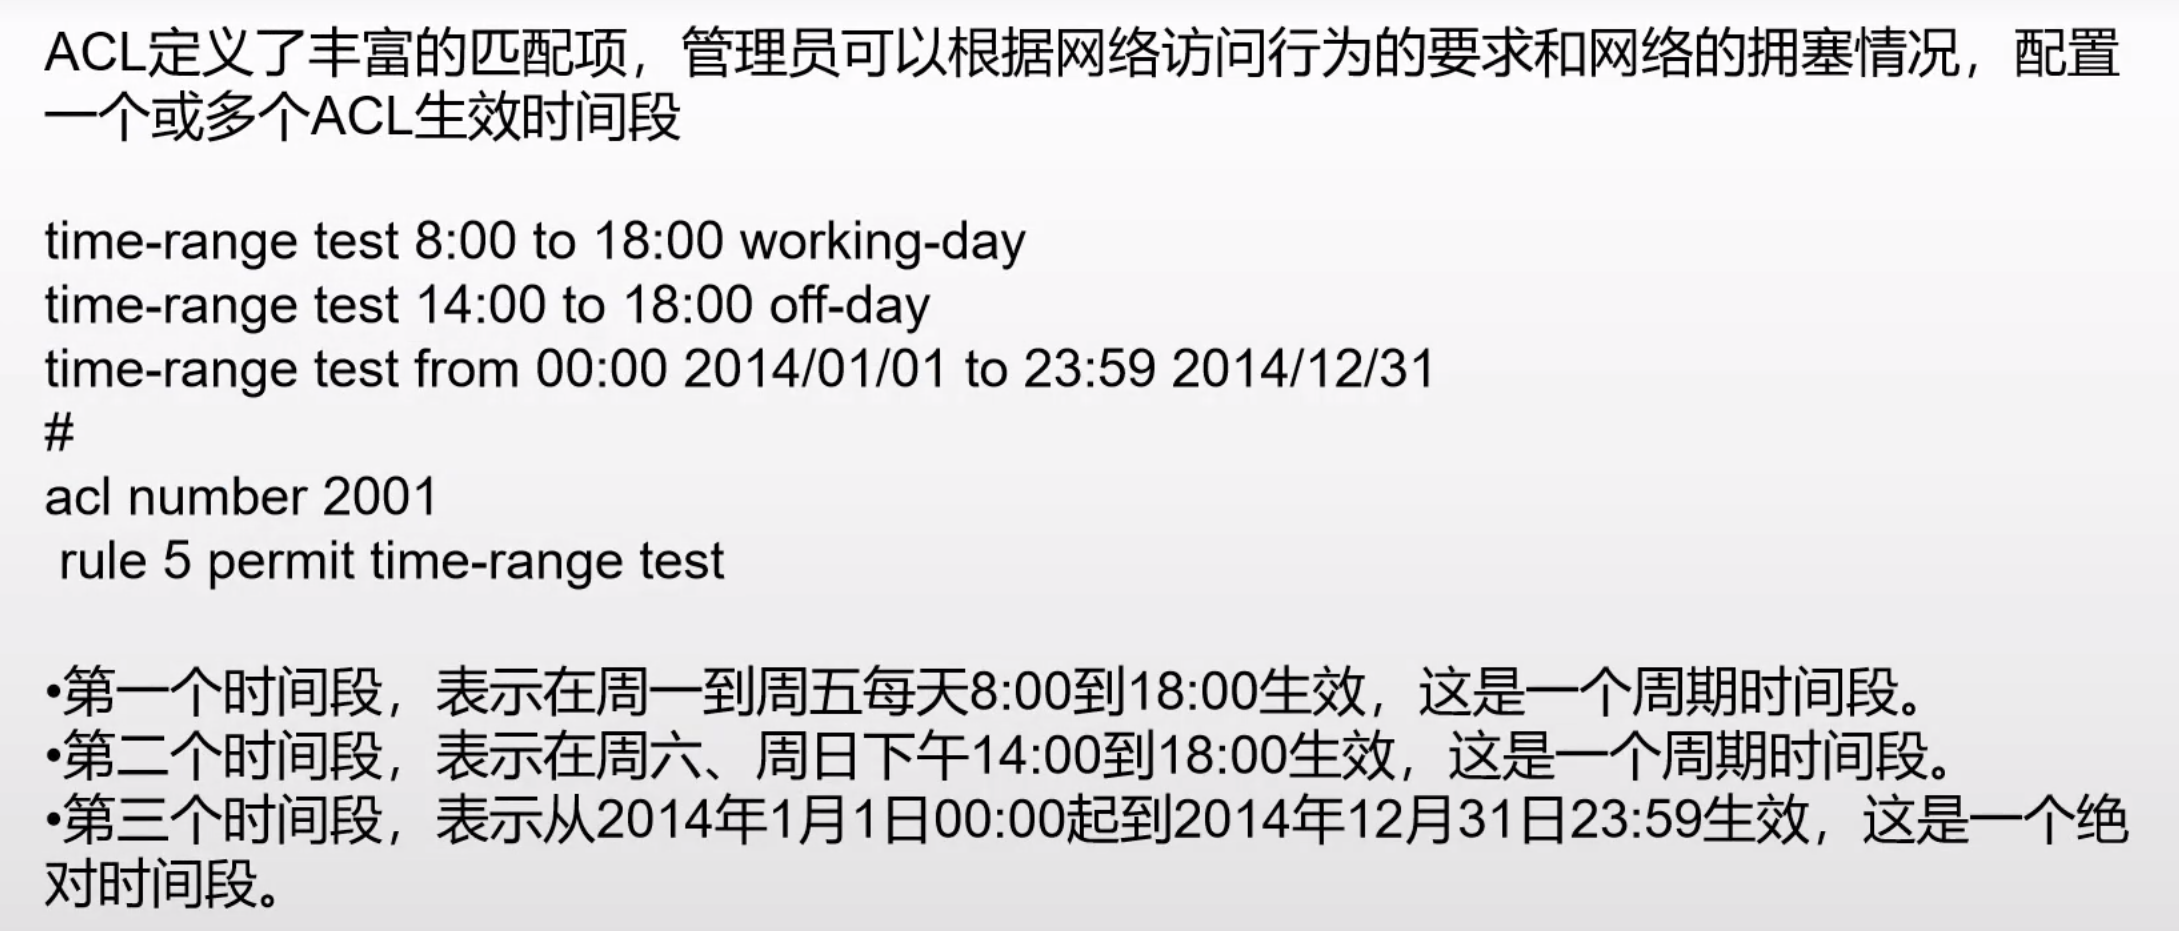 ACL定义了丰富的匹配项，管理员可以根据网络访问行为的要求和网络的拥塞情况，配置
一个或多个ACL生效时间段
time-range test 8:00 to 18:00 working-day
time-range test 14:00 to 18:00 off-day
time-range test from 00:00 2014/01/01 to 23:59 2014/12/31
#
acl number 2001
rule 5 permit time-range test
•第一个时间段，表示在周一到周五每天8:00到18:00生效，这是一个周期时间段。
•第二个时间段，表示在周六、周日下午14:00到18:00生效，这是一个周期时间段。
•第三个时间段，表示从2014年1月1日00:00起到2014年12月31日23:59生效，这是一个绝
对时间段。